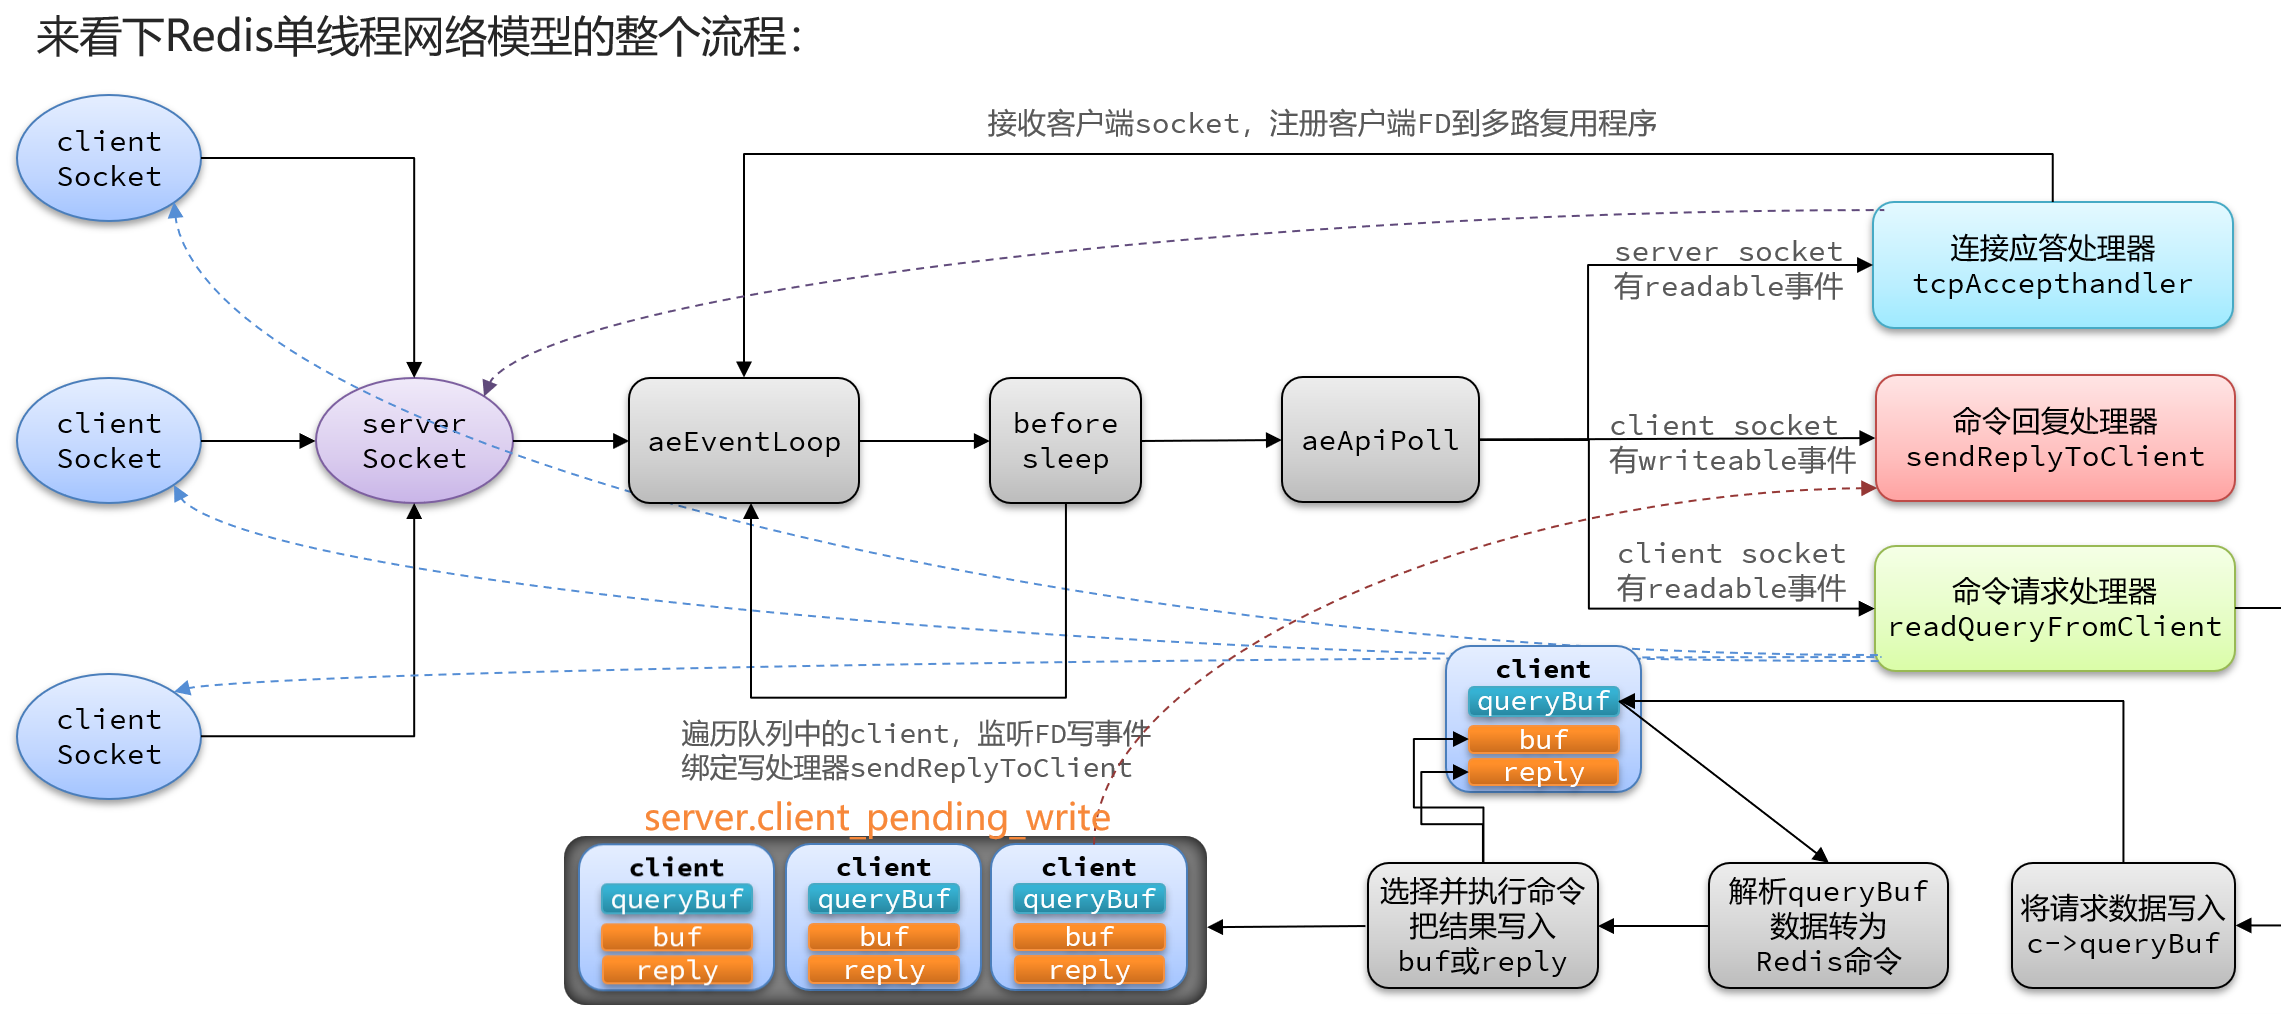 来看下Redis单线程网络模型的整个流程：
接收客户端socket，注册客户端FD到多路复用程序
client
Socket
client
Socket
client
Socket
server
Socket
aeEventLoop
before
sleep
aeApiPoll
server socket
有readable事件
连接应答处理器
tcpAccepthandler
client socket
有writeable事件
命令回复处理器
sendReplyToClient
client socket
有readable事件
命令请求处理器
readQueryFromClient
client
queryBuf
buf
reply
遍历队列中的client，监听FD写事件
绑定写处理器sendReplyToClient
server.client_pending_write
client
queryBuf
buf
reply
client
queryBuf
buf
reply
client
queryBuf
buf
reply
选择并执行命令
把结果写入
buf或reply
解析queryBuf
数据转为
Redis命令
将请求数据写入
c->queryBuf